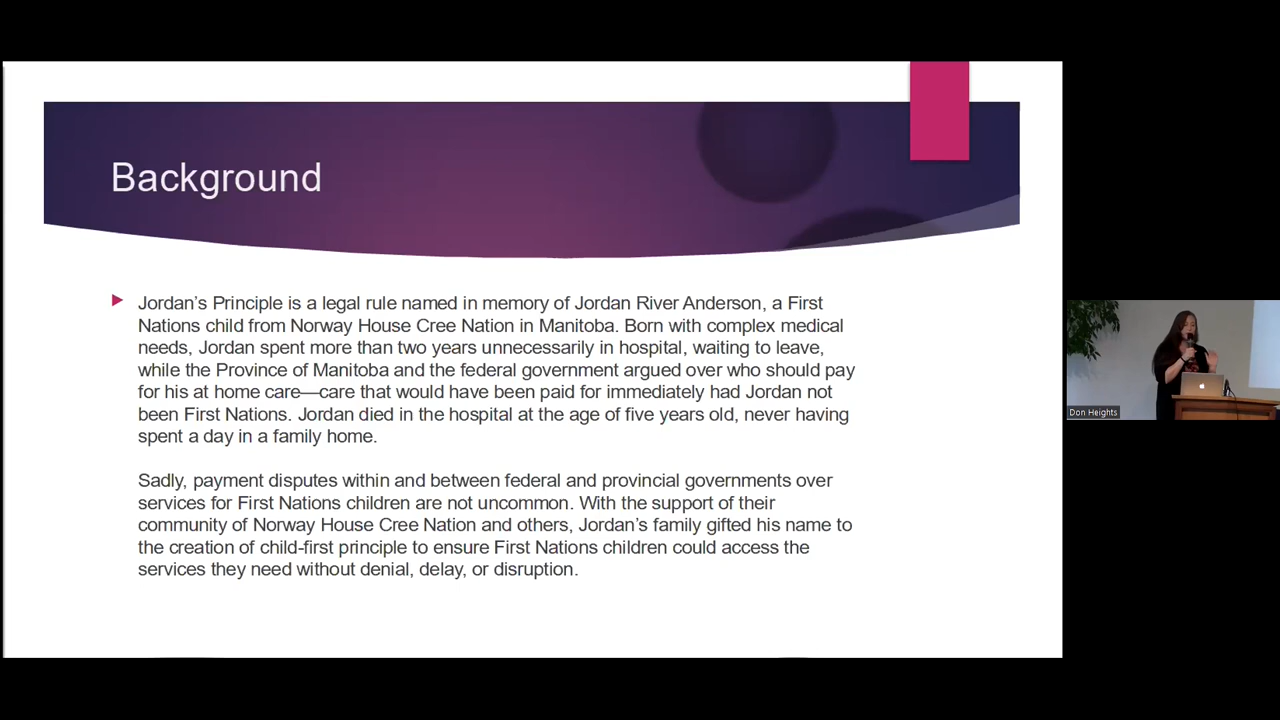 Background
Jordan’s Principle is a legal rule named in memory of Jordan River Anderson, a First
Nations child from Norway House Cree Nation in Manitoba. Born with complex medical
needs, Jordan spent more than two years unnecessarily in hospital, waiting to leave,
while the Province of Manitoba and the federal government argued over who should pay
for his at home care—care that would have been paid for immediately had Jordan not
been First Nations. Jordan died in the hospital at the age of five years old, never having
spent a day in a family home.
Sadly, payment disputes within and between federal and provincial governments over
services for First Nations children are not uncommon. With the support of their
community of Norway House Cree Nation and others, Jordan’s family gifted his name to
the creation of child-first principle to ensure First Nations children could access the
services they need without denial, delay, or disruption.
Don Heights